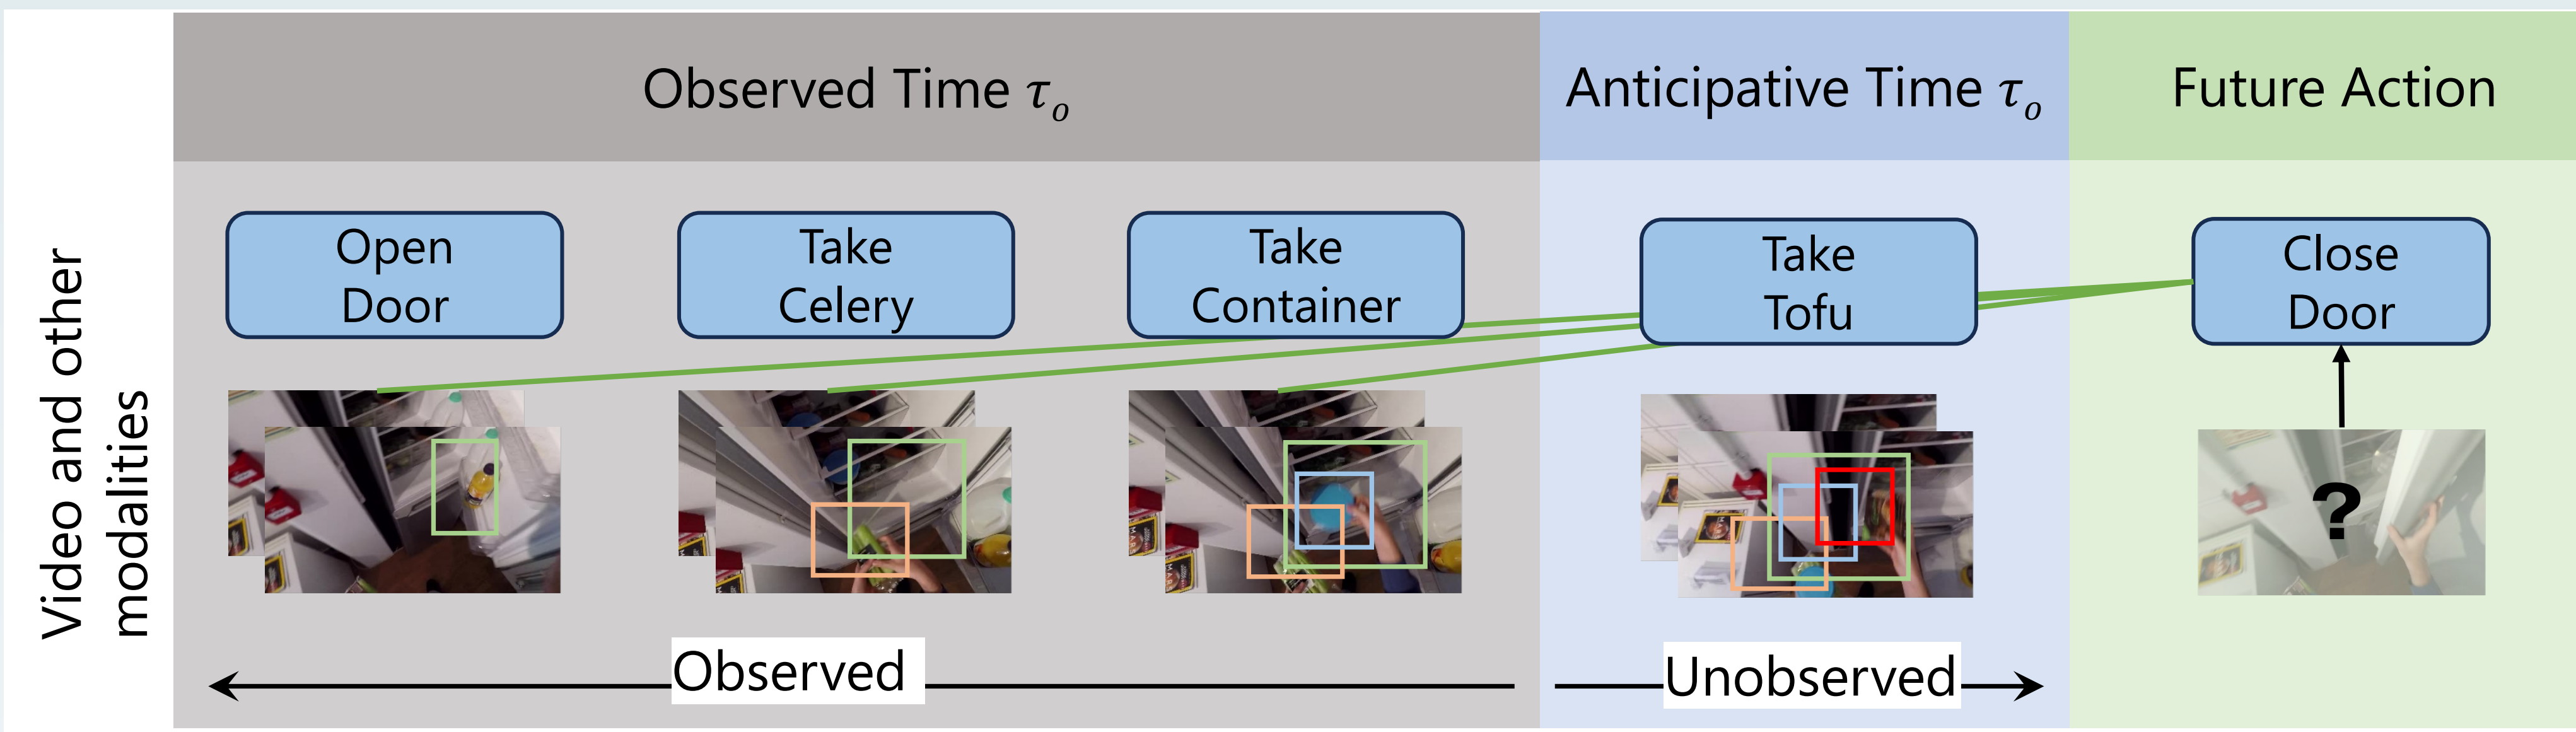 Observed Time τo
Anticipative Time τo
Future Action
Video and other
modalities
Open
Door
Take
Celery
Take
Container
Take
Tofu
Close
Door
?
Observed
Unobserved